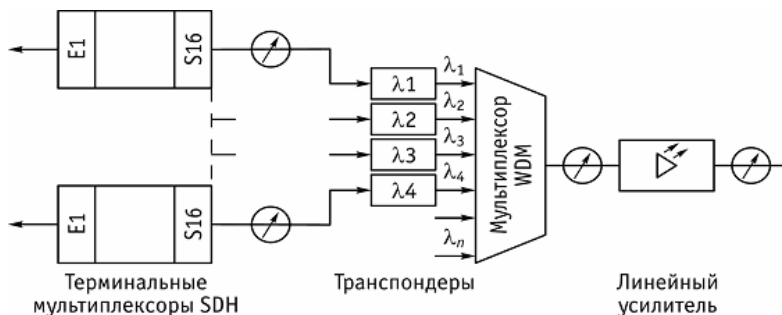 E1
S16
λ1
λ2
λ3
λ4
λ1
λ2
λ3
λ4
λn
Мультиплексор
WDM
E1
S16
Терминальные
мультиплексоры SDH
Транспондеры
Линейный
усилитель